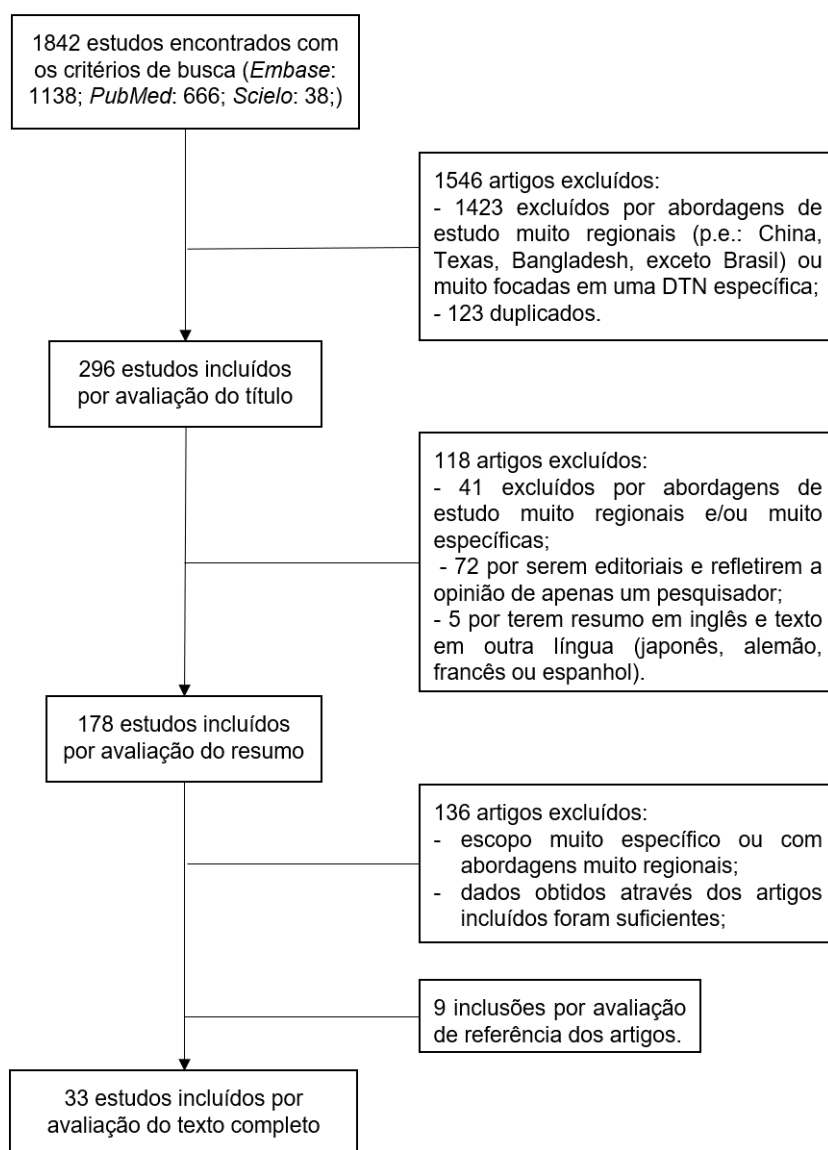 1842 estudos encontrados com
os critérios de busca (Embase:
1138; PubMed: 666; Scielo: 38;)
1546 artigos excluídos:
- 1423 excluídos por abordagens de
estudo muito regionais (p.e.: China,
Texas, Bangladesh, exceto Brasil) ou
muito focadas em uma DTN específica;
- 123 duplicados.
296 estudos incluídos
por avaliação do título
118 artigos excluídos:
- 41 excluídos por abordagens de
estudo muito regionais e/ou muito
específicas;
- 72 por serem editoriais e refletirem a
opinião de apenas um pesquisador;
- 5 por terem resumo em inglês e texto
em outra língua (japonês, alemão,
francês ou espanhol).
178 estudos incluídos
por avaliação do resumo
136 artigos excluídos:
- escopo muito específico ou com
abordagens muito regionais;
- dados obtidos através dos artigos
incluídos foram suficientes;
9 inclusões por avaliação
de referência dos artigos.
33 estudos incluídos por
avaliação do texto completo